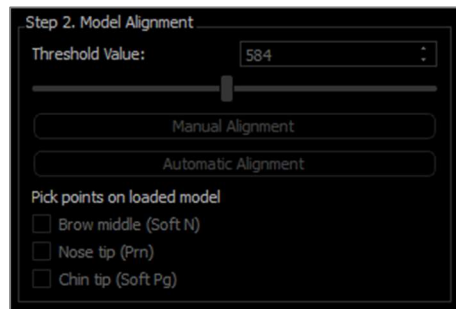 Step 2. Model Alignment
Threshold Value: 584
Manual Alignment
Automatic Alignment
Pick points on loaded model
Brow middle (Soft N)
Nose tip (Prn)
Chin tip (Soft Pg)